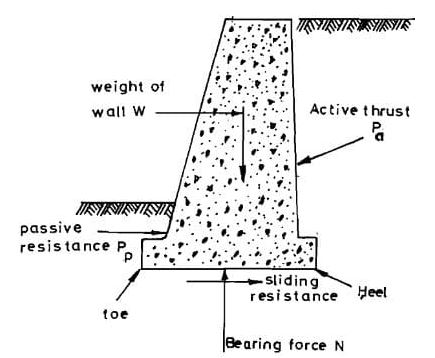 weight of
wall W
Active thrust
Pa
passive
resistance Pp
sliding
resistance
Heel
toe
Bearing force N